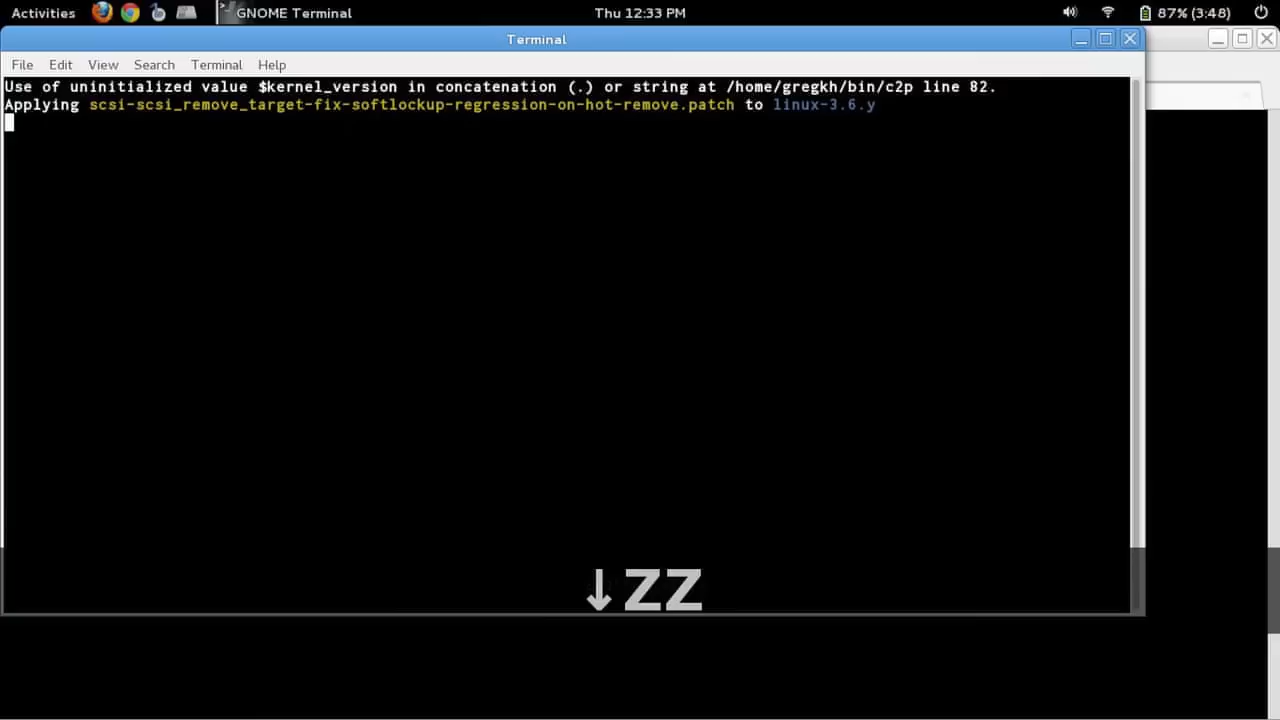 Activities GNOME Terminal Thu 12:33 PM 87% (3:48)
Terminal
File Edit View Search Terminal Help
Use of uninitialized value $kernel_version in concatenation (.) or string at /home/gregkh/bin/c2p line 82.
Applying scsi-scsi_remove_target-fix-softlockup-regression-on-hot-remove.patch to linux-3.6.y
↓ZZ